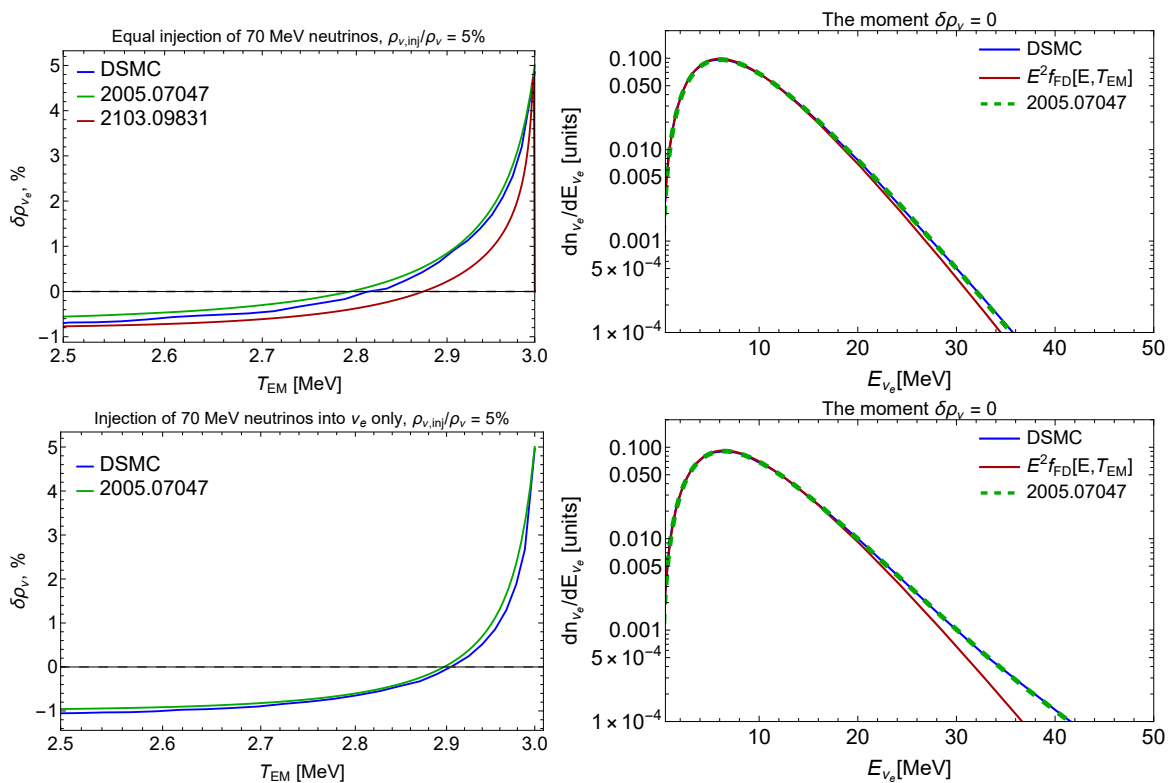 Equal injection of 70 MeV neutrinos, ρν,inj/ρν = 5%
DSMC
2005.07047
2103.09831
δρνe, %
5
4
3
2
1
0
−1
2.5 2.6 2.7 2.8 2.9 3.0
TEM [MeV]
The moment δρν = 0
DSMC
E²fFD[E,TEM]
2005.07047
dnνe/dEνe [units]
0.100
0.010
0.005
0.001
5×10⁻⁴
1×10⁻⁴
10 20 30 40 50
Eνe[MeV]
Injection of 70 MeV neutrinos into νe only, ρν,inj/ρν = 5%
DSMC
2005.07047
δρν, %
5
4
3
2
1
0
−1
2.5 2.6 2.7 2.8 2.9 3.0
TEM [MeV]
The moment δρν = 0
DSMC
E²fFD[E,TEM]
2005.07047
dnνe/dEνe [units]
0.100
0.010
0.005
0.001
5×10⁻⁴
1×10⁻⁴
10 20 30 40 50
Eνe[MeV]